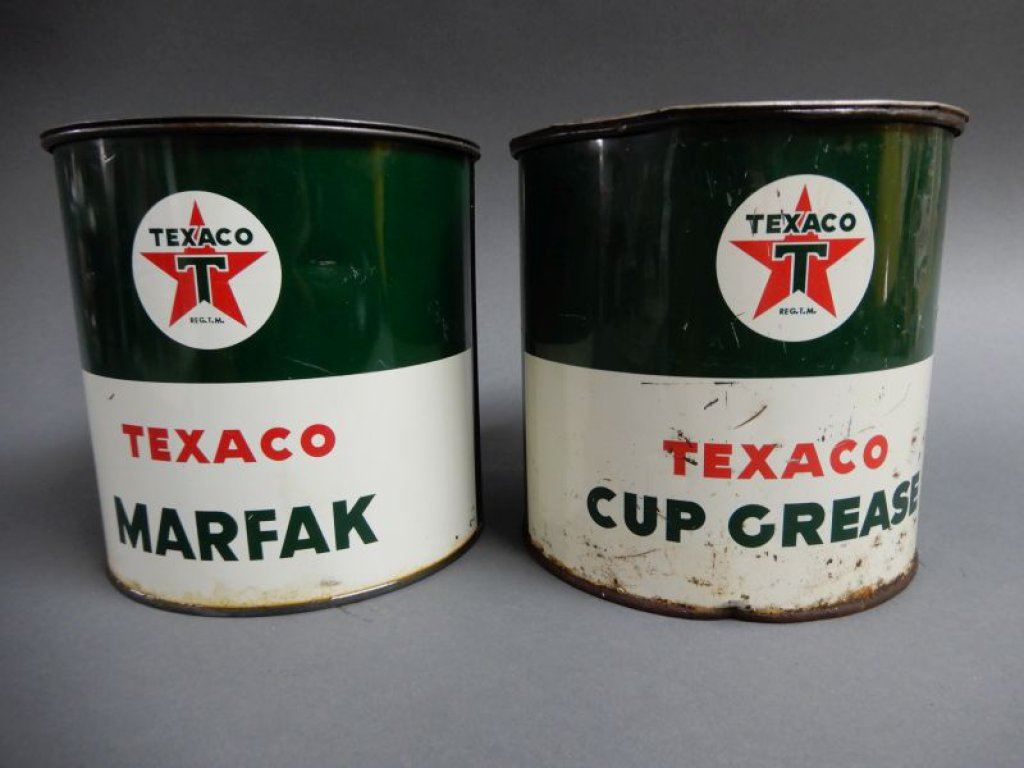 TEXACO
T
REG.T.M.
TEXACO
MARFAK
TEXACO
T
REG.T.M.
TEXACO
CUP GREASE